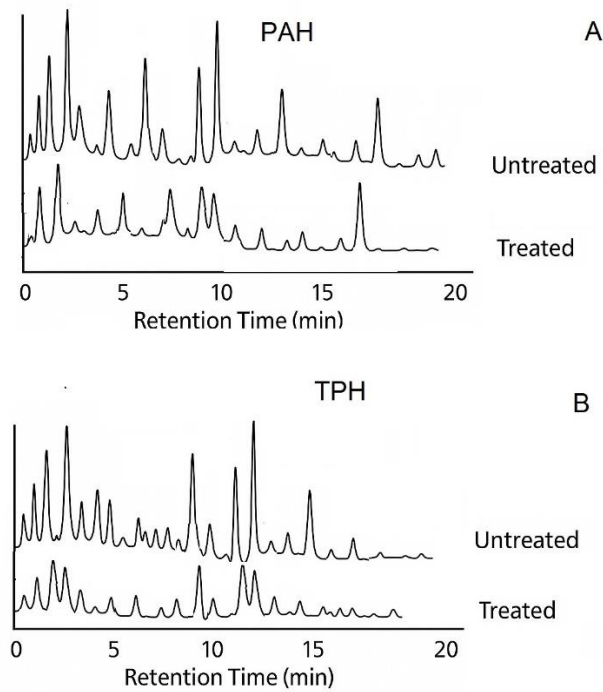 PAH
A
Untreated
Treated
0 5 10 15 20
Retention Time (min)
TPH
B
Untreated
Treated
0 5 10 15 20
Retention Time (min)